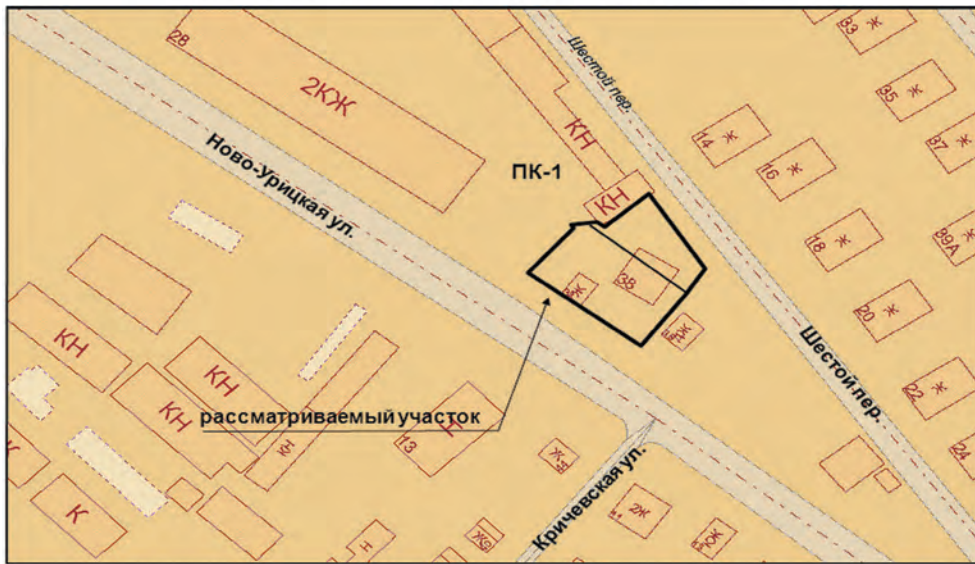 28
2КЖ
Ново-Урицкая ул.
Шестой пер.
КН
ПК-1
КН
33
Ж
35
Ж
37
Ж
14
Ж
16
Ж
18
Ж
39А
Ж
20
Ж
22
Ж
24
Ж
3В
Ж
Шестой пер.
рассматриваемый участок
КН
КН
КН
КН
К
К
13
Н
Ж
Кричевская ул.
2Ж
Ж
Н
Ж